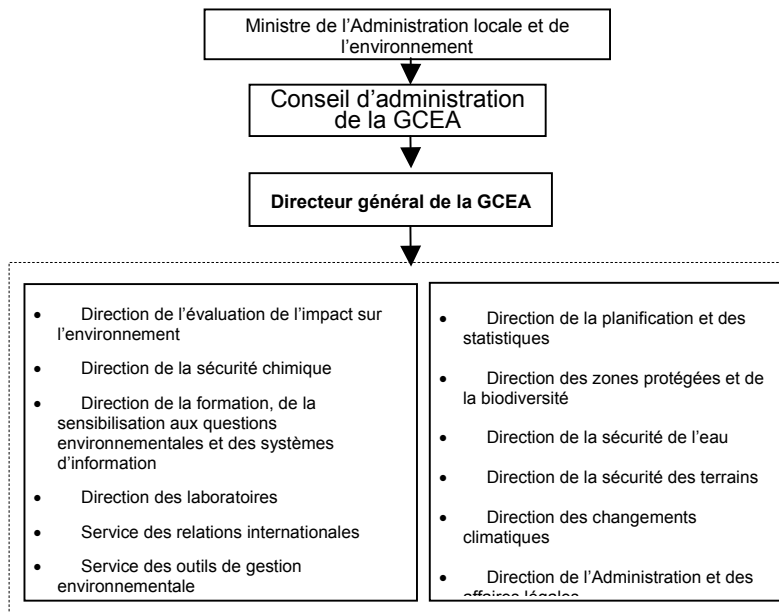 Ministre de l'Administration locale et de
l'environnement
Conseil d'administration
de la GCEA
Directeur général de la GCEA
• Direction de l'évaluation de l'impact sur
l'environnement
• Direction de la sécurité chimique
• Direction de la formation, de la
sensibilisation aux questions
environnementales et des systèmes
d'information
• Direction des laboratoires
• Service des relations internationales
• Service des outils de gestion
environnementale
• Direction de la planification et des
statistiques
• Direction des zones protégées et de
la biodiversité
• Direction de la sécurité de l'eau
• Direction de la sécurité des terrains
• Direction des changements
climatiques
• Direction de l'Administration et des
affaires légales